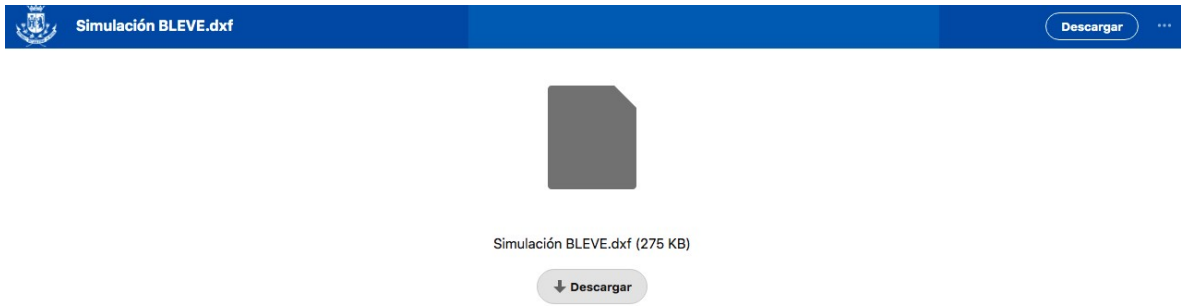 Simulación BLEVE.dxf
Descargar
Simulación BLEVE.dxf (275 KB)
Descargar